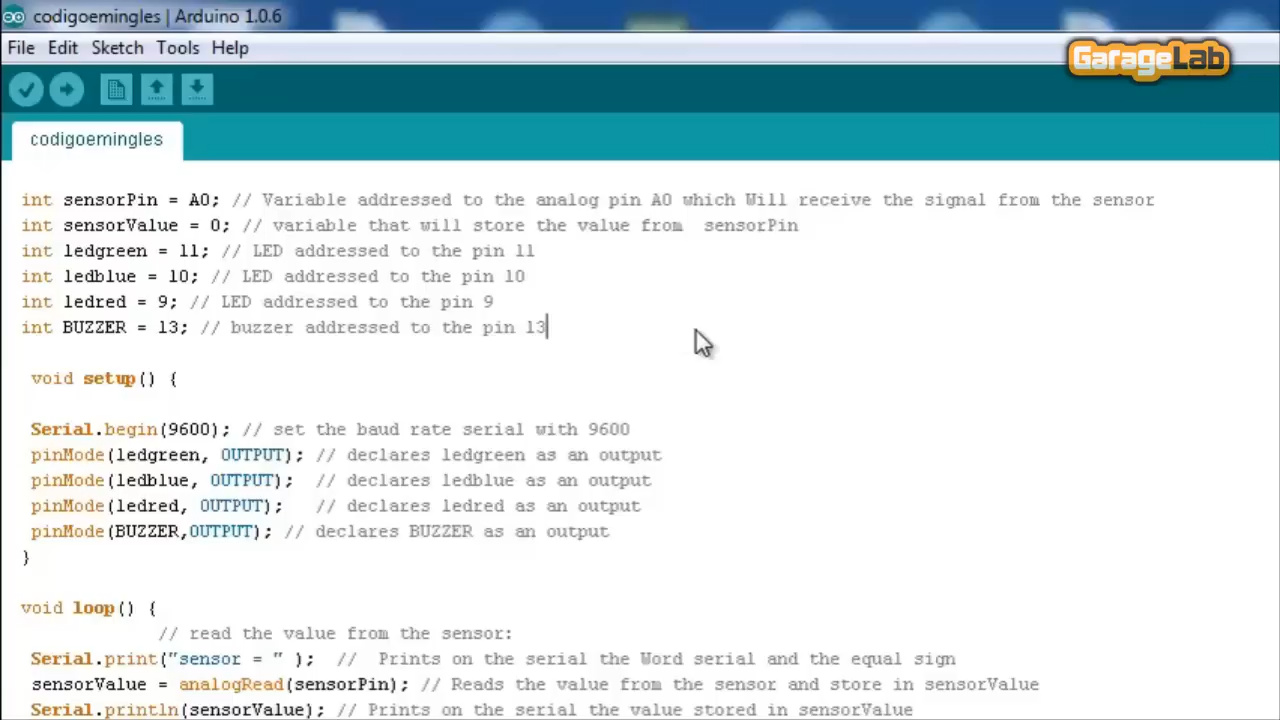 codigoemingles | Arduino 1.0.6
File Edit Sketch Tools Help
GarageLab
codigoemingles
int sensorPin = A0; // Variable addressed to the analog pin A0 which Will receive the signal from the sensor
int sensorValue = 0; // variable that will store the value from  sensorPin
int ledgreen = 11; // LED addressed to the pin 11
int ledblue = 10; // LED addressed to the pin 10
int ledred = 9; // LED addressed to the pin 9
int BUZZER = 13; // buzzer addressed to the pin 13
void setup() {
Serial.begin(9600); // set the baud rate serial with 9600
pinMode(ledgreen, OUTPUT); // declares ledgreen as an output
pinMode(ledblue, OUTPUT);  // declares ledblue as an output
pinMode(ledred, OUTPUT);   // declares ledred as an output
pinMode(BUZZER,OUTPUT); // declares BUZZER as an output
}
void loop() {
// read the value from the sensor:
Serial.print("sensor = " );  //  Prints on the serial the Word serial and the equal sign
sensorValue = analogRead(sensorPin); // Reads the value from the sensor and store in sensorValue
Serial.println(sensorValue); // Prints on the serial the value stored in sensorValue